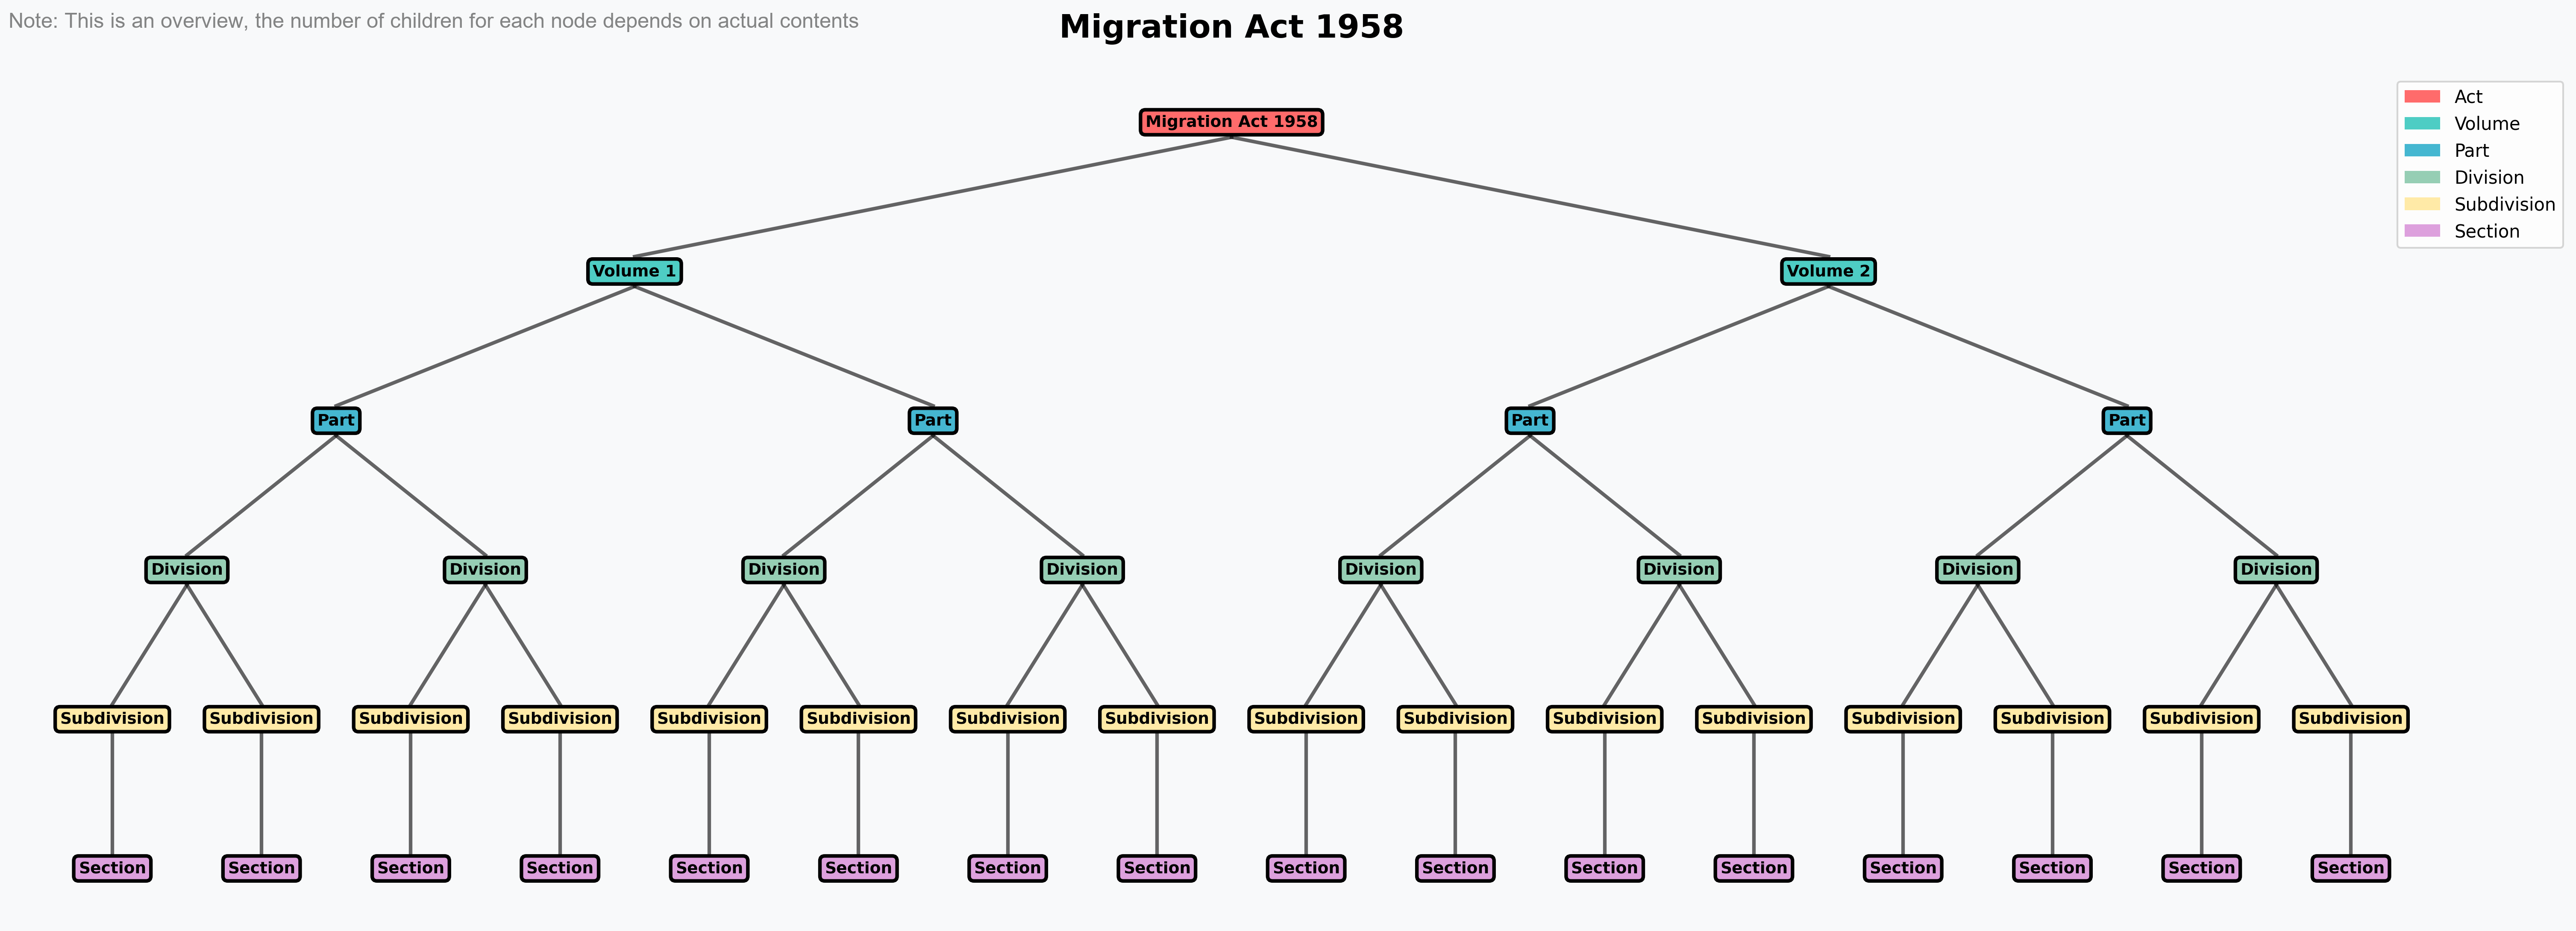 Note: This is an overview, the number of children for each node depends on actual contents
Migration Act 1958
Act
Volume
Part
Division
Subdivision
Section
Migration Act 1958
Volume 1 Volume 2
Part Part Part Part
Division Division Division Division Division Division Division Division
Subdivision Subdivision Subdivision Subdivision Subdivision Subdivision Subdivision Subdivision Subdivision Subdivision Subdivision Subdivision Subdivision Subdivision Subdivision Subdivision
Section Section Section Section Section Section Section Section Section Section Section Section Section Section Section Section